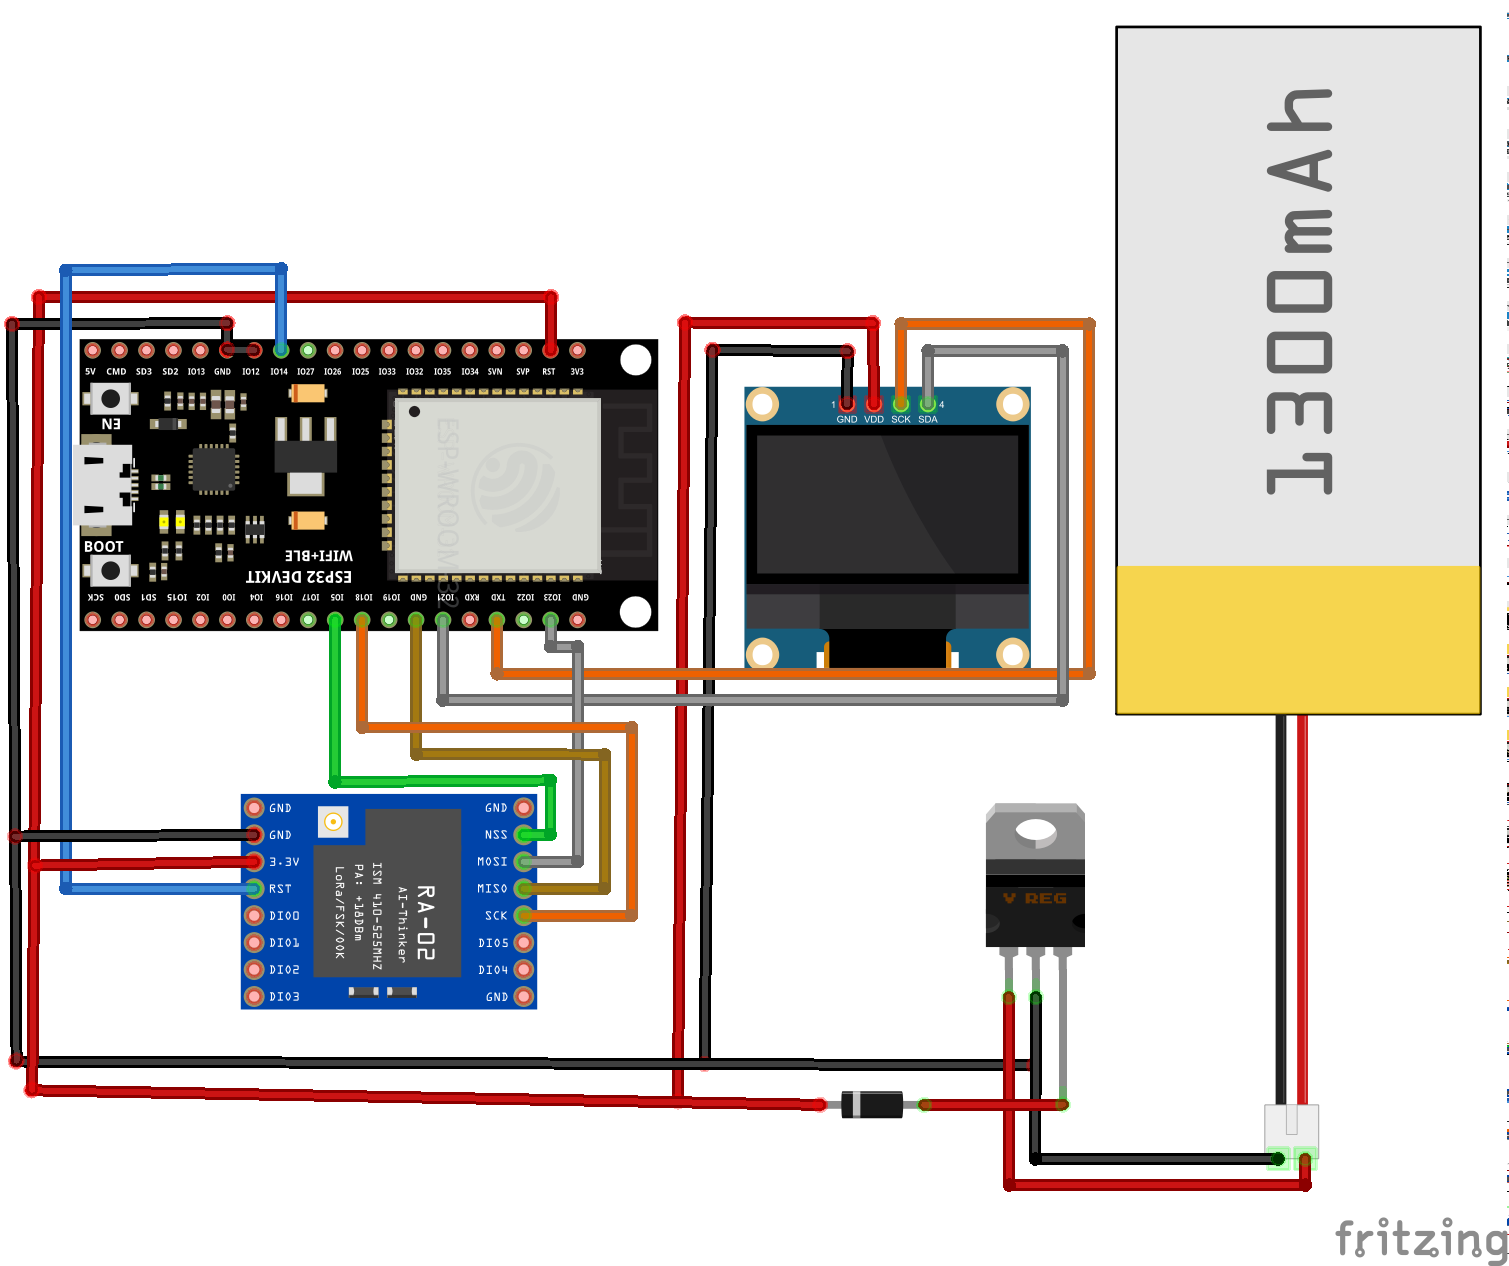 1300mAh
5V CMD SD3 SD2 IO13 GND IO12 IO14 IO27 IO26 IO25 IO33 IO32 IO35 IO34 SVN SVP RST 3V3
EN
ESP-WROOM-32
BOOT
WIFI+BLE
ESP32 DEVKIT
SCK SD0 SD1 IO15 IO2 IO0 IO4 IO16 IO17 IO5 IO18 IO19 GND IO21 RXD TXD IO22 IO23 GND
1 4
GND VDD SCK SDA
GND GND
GND NSS
3.3V MOSI
RST MISO
DIO0 SCK
DIO1 DIO5
DIO2 DIO4
DIO3 GND
RA-02
AI-Thinker
ISM 410-525MHZ
PA: +18DBm
LoRa/FSK/OOK
V REG
fritzing